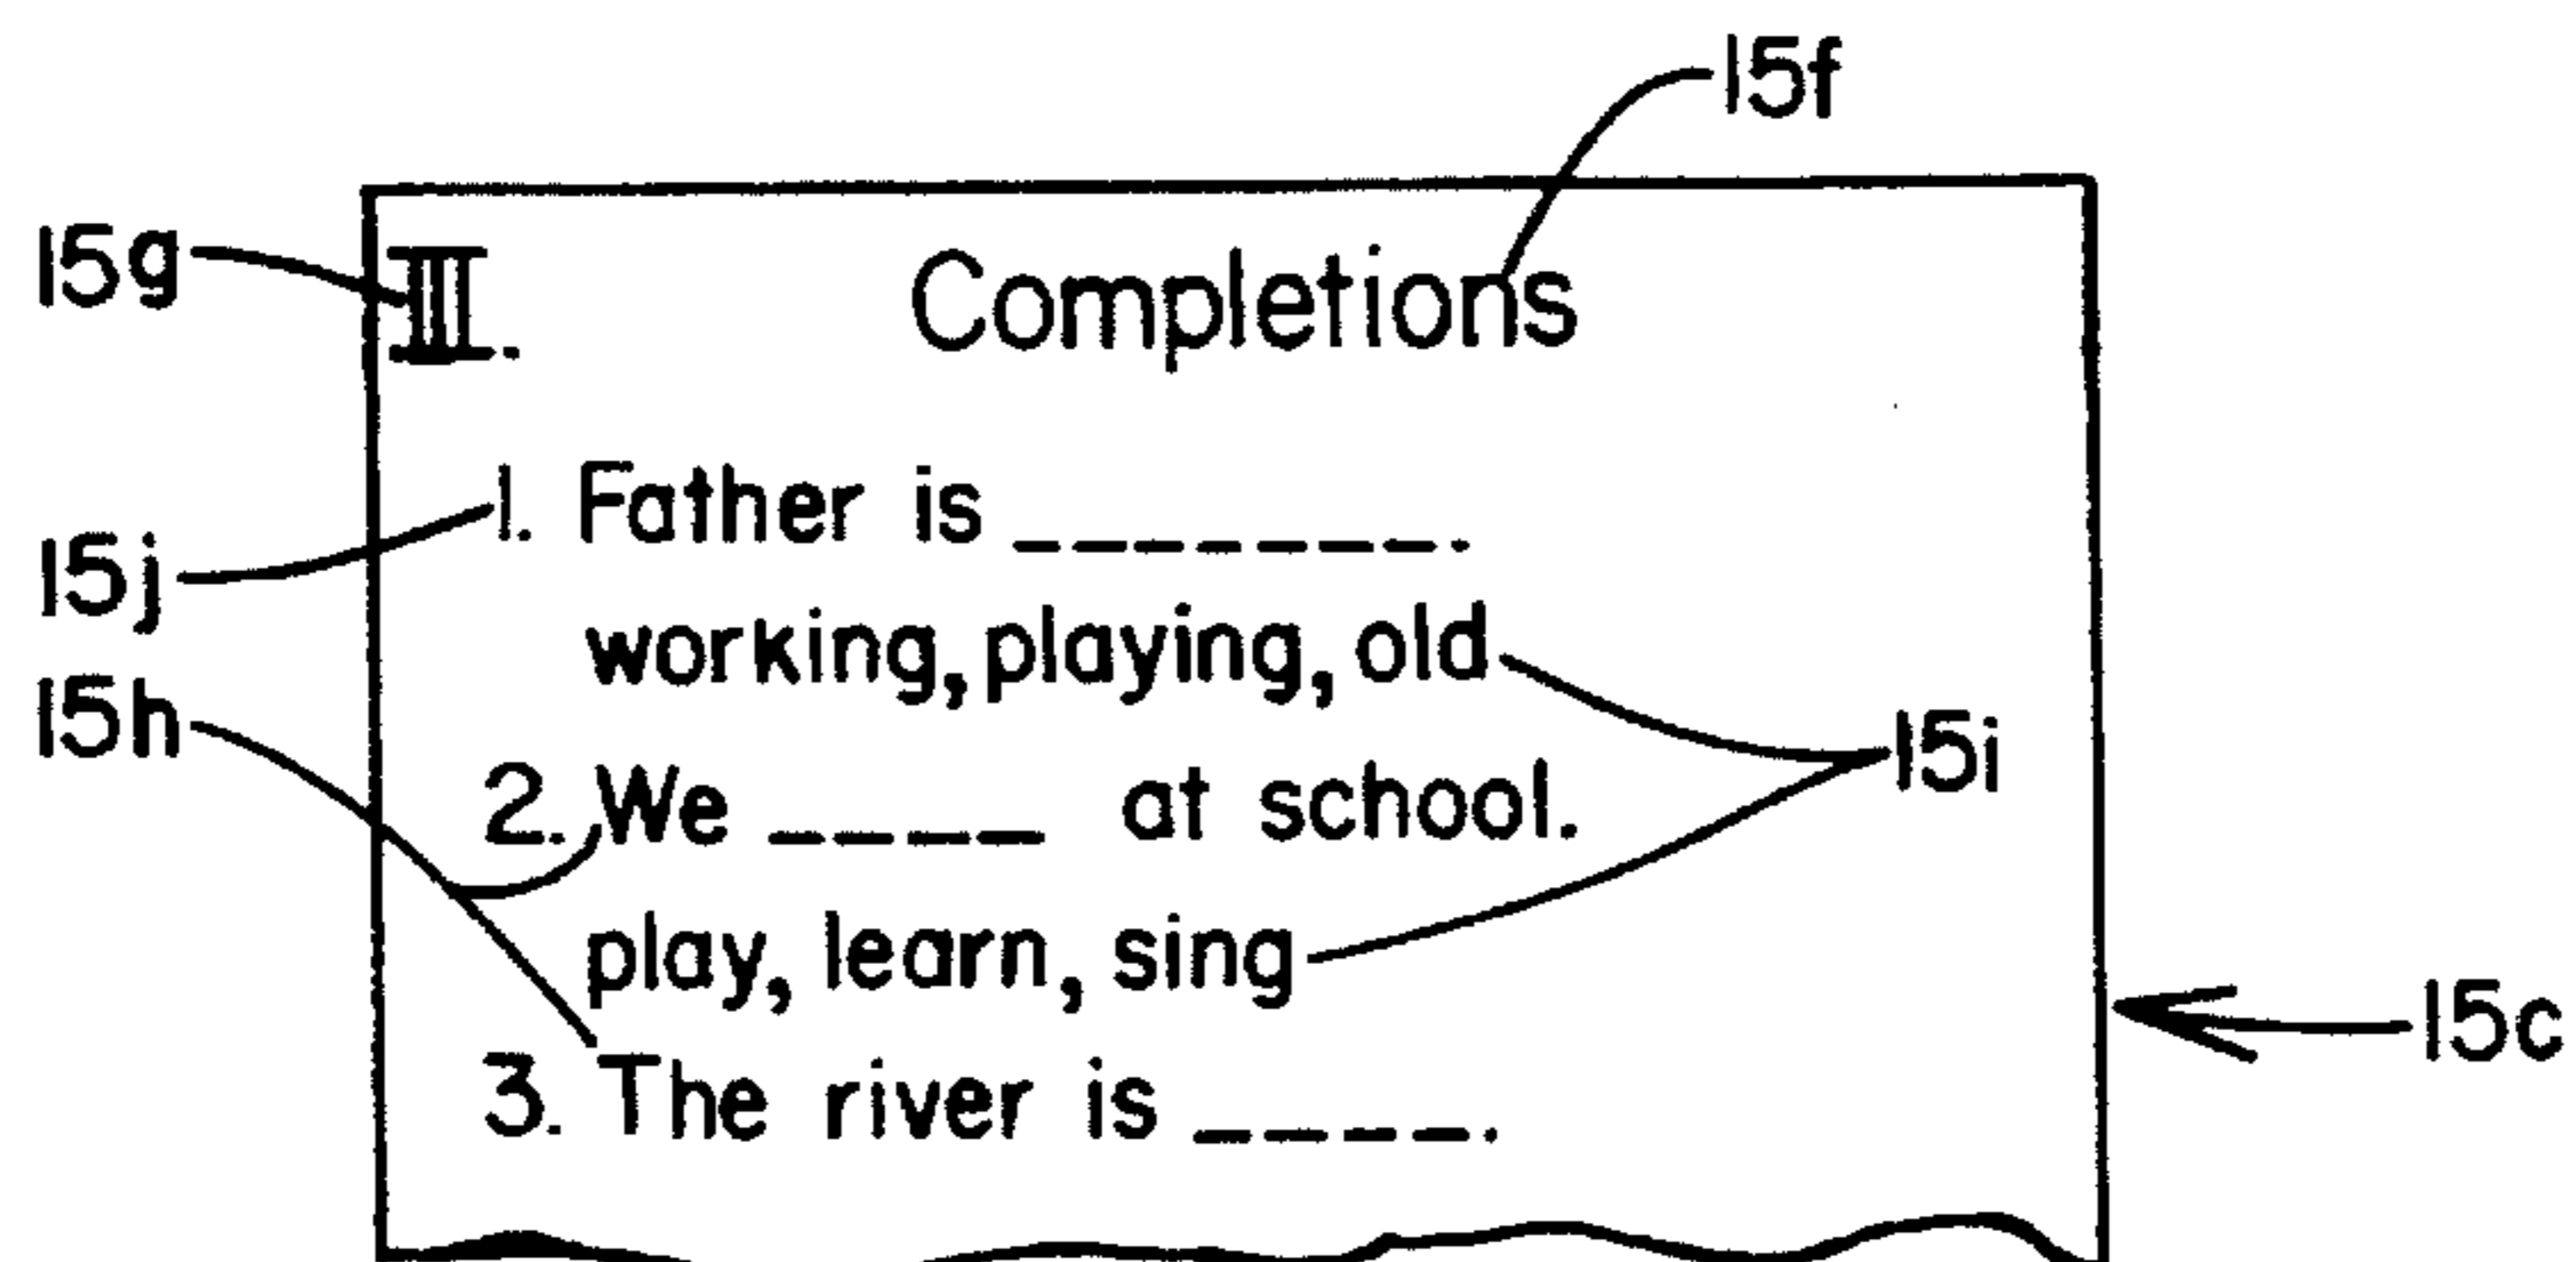 15f
15g III. Completions
15j 1. Father is _______.
working, playing, old
15h
15i
2. We ____ at school.
play, learn, sing
15c
3. The river is ____.